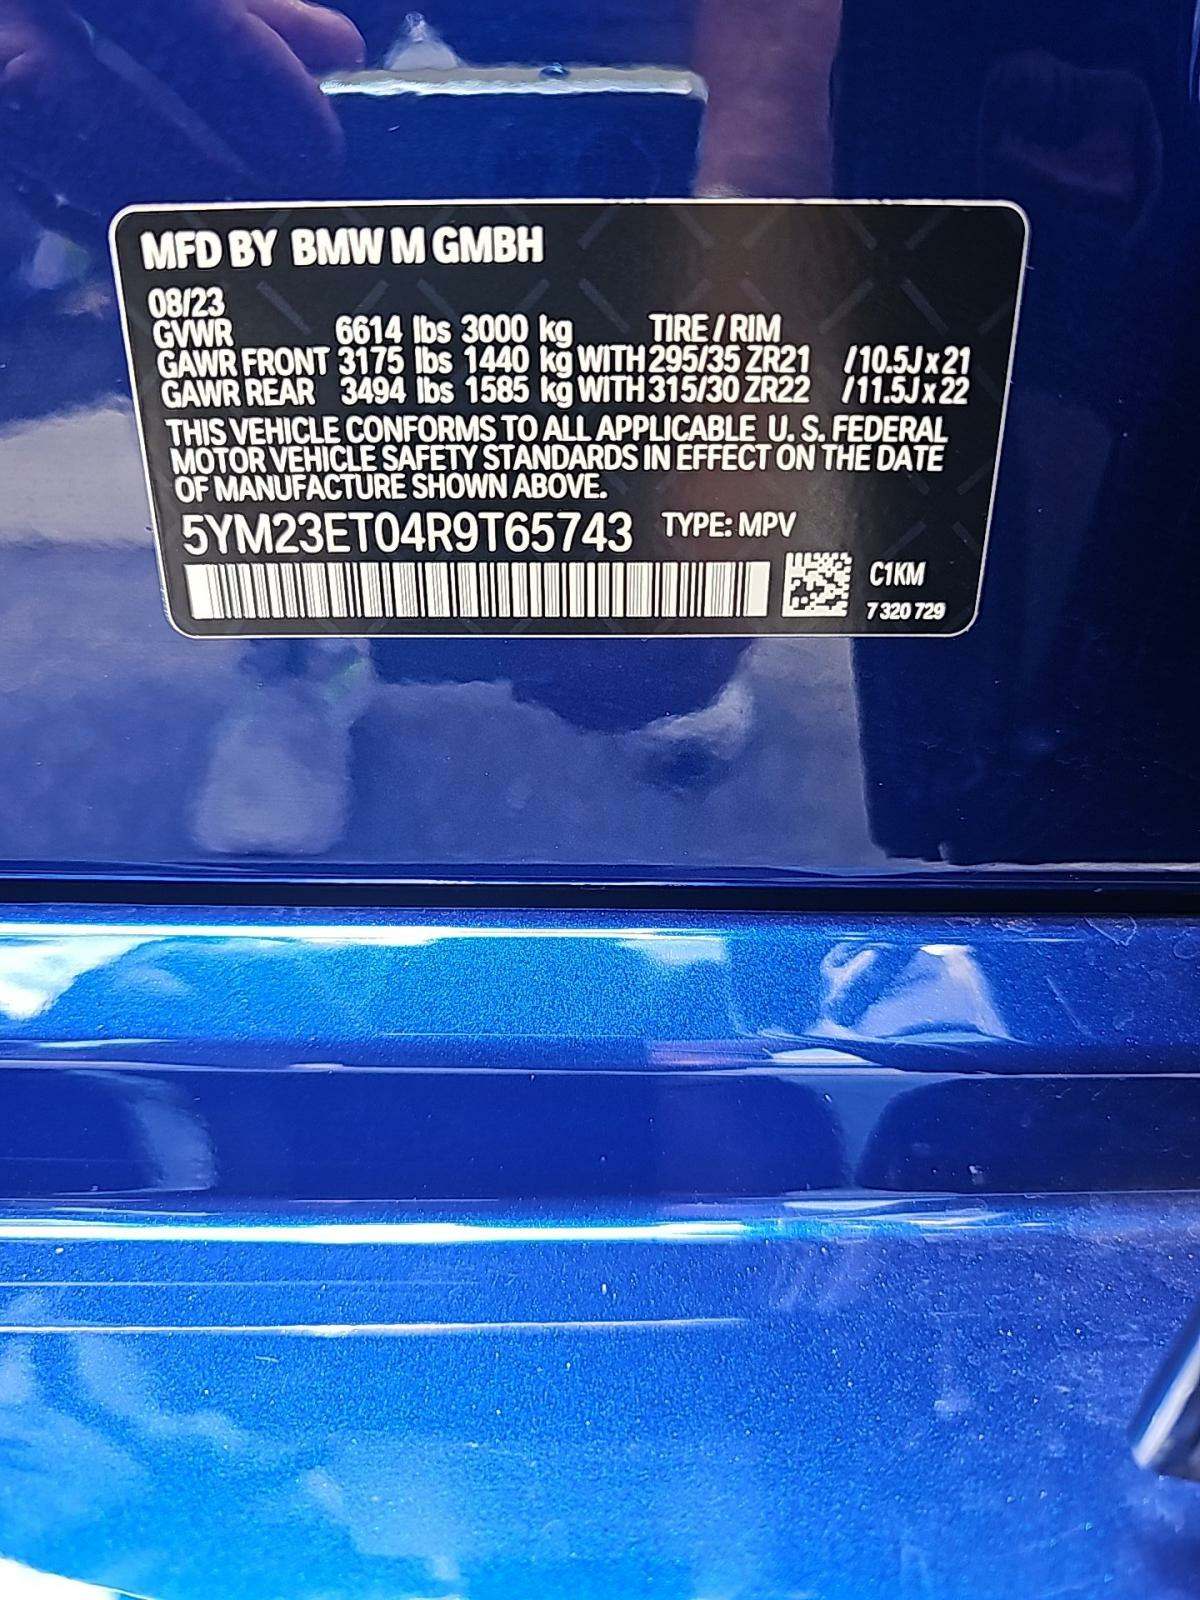 MFD BY BMW M GMBH
08/23
GVWR 6614 lbs 3000 kg TIRE / RIM
GAWR FRONT 3175 lbs 1440 kg WITH 295/35 ZR21 /10.5J x 21
GAWR REAR 3494 lbs 1585 kg WITH 315/30 ZR22 /11.5J x 22
THIS VEHICLE CONFORMS TO ALL APPLICABLE U. S. FEDERAL
MOTOR VEHICLE SAFETY STANDARDS IN EFFECT ON THE DATE
OF MANUFACTURE SHOWN ABOVE.
5YM23ET04R9T65743 TYPE: MPV
C1KM
7 320 729